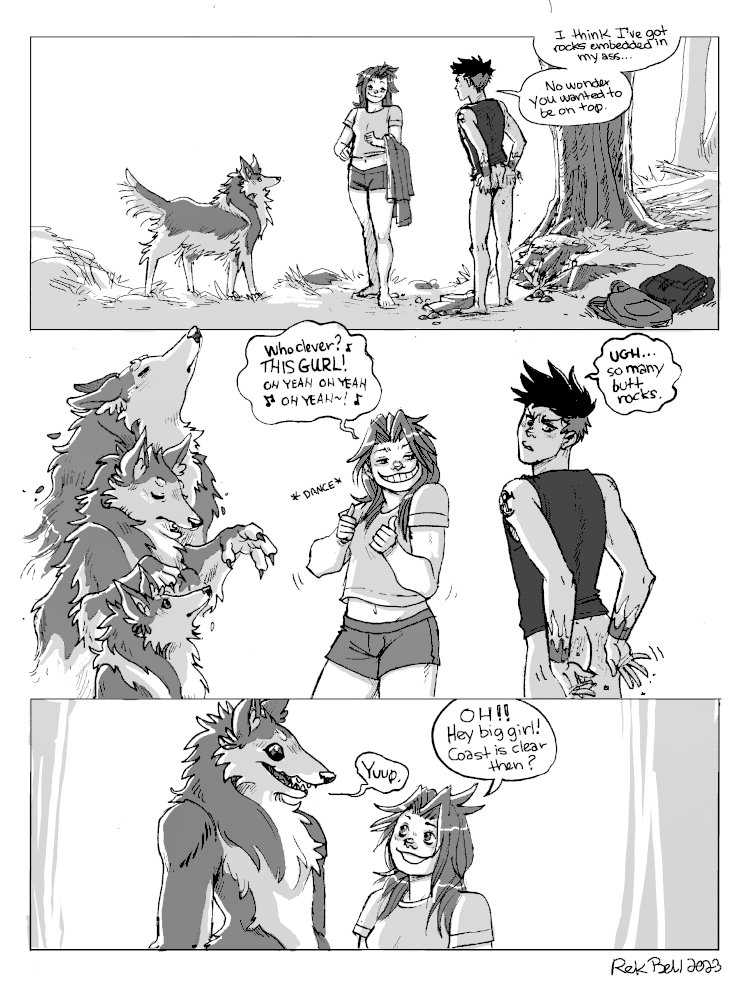 I think I've got
rocks embedded in
my ass...
No wonder
you wanted to
be on top.
Who clever? ♪
THIS GURL!
OH YEAH OH YEAH
♫ OH YEAH~! ♪
*DANCE*
UGH...
so many
butt
rocks.
OH!!
Hey big girl!
Coast is clear
then?
Yuup.
Rek Bell 2023